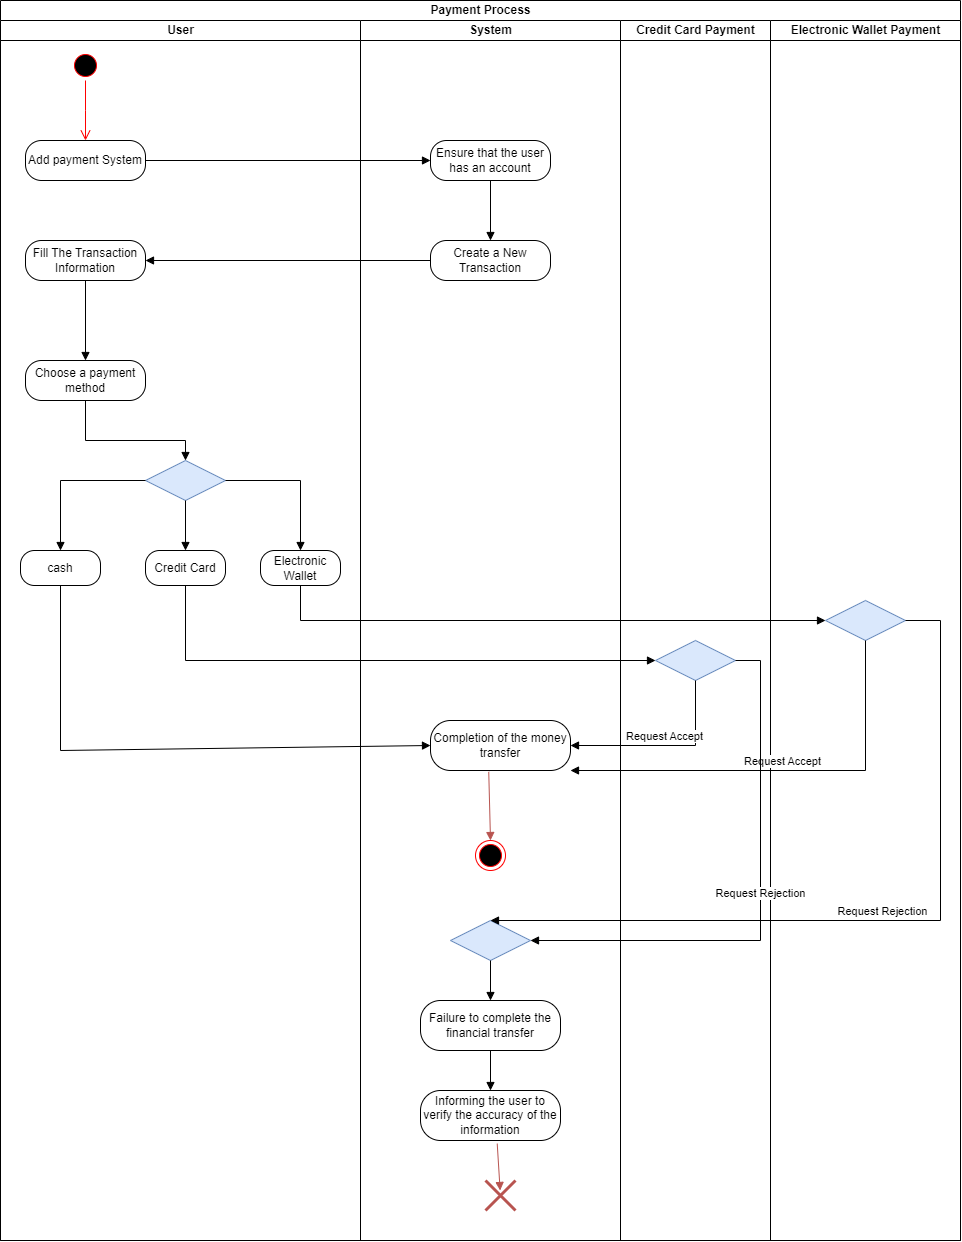 Payment Process
User
System
Credit Card Payment
Electronic Wallet Payment
Add payment System
Ensure that the user
has an account
Fill The Transaction
Information
Create a New
Transaction
Choose a payment
method
cash
Credit Card
Electronic
Wallet
Completion of the money
transfer
Request Accept
Request Accept
Request Rejection
Request Rejection
Failure to complete the
financial transfer
Informing the user to
verify the accuracy of the
information